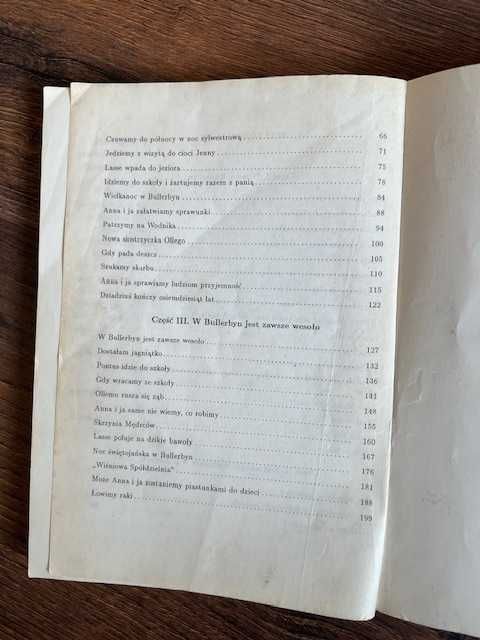 Czuwamy do północy w noc sylwestrową 66
Jedziemy z wizytą do cioci Jenny 71
Lasse wpada do jeziora 75
Idziemy do szkoły i żartujemy razem z panią 78
Wielkanoc w Bullerbyn 84
Anna i ja załatwiamy sprawunki 88
Patrzymy na Wodnika 94
Nowa siostrzyczka Ollego 100
Gdy pada deszcz 105
Szukamy skarbu 110
Anna i ja sprawiamy ludziom przyjemność 115
Dziadziuś kończy osiemdziesiąt lat 122
Część III. W Bullerbyn jest zawsze wesoło
W Bullerbyn jest zawsze wesoło 127
Dostałam jagniątko 132
Pontus idzie do szkoły 136
Gdy wracamy ze szkoły 141
Ollemu rusza się ząb 148
Anna i ja same nie wiemy, co robimy 155
Skrzynia Mędrców 160
Lasse poluje na dzikie bawoły 167
Noc świętojańska w Bullerbyn 176
„Wiśniowa Spółdzielnia" 181
Może Anna i ja zostaniemy piastunkami do dzieci 188
Łowimy raki 199